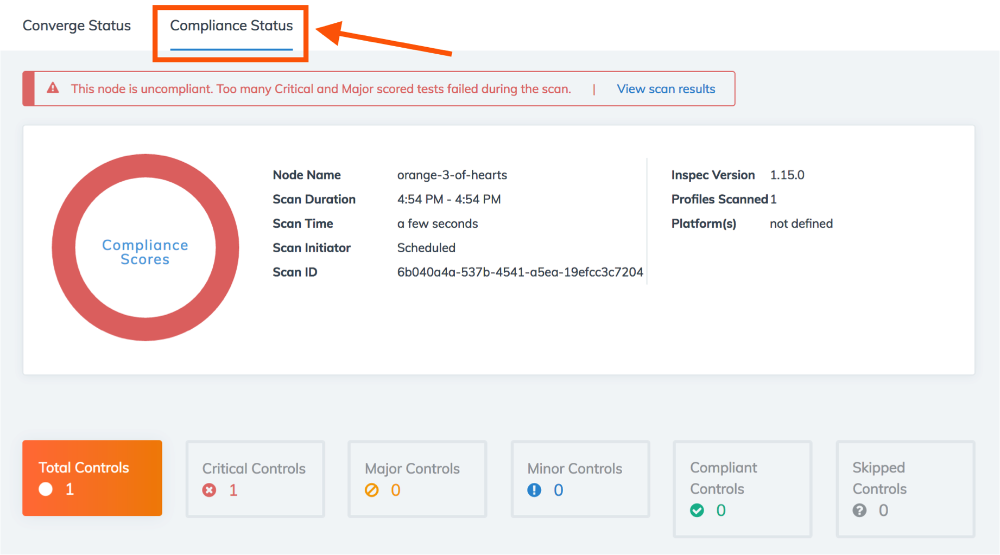 Converge Status
Compliance Status
This node is uncompliant. Too many Critical and Major scored tests failed during the scan. | View scan results
Compliance
Scores
Node Name orange-3-of-hearts
Scan Duration 4:54 PM - 4:54 PM
Scan Time a few seconds
Scan Initiator Scheduled
Scan ID 6b040a4a-537b-4541-a5ea-19efcc3c7204
Inspec Version 1.15.0
Profiles Scanned 1
Platform(s) not defined
Total Controls
1
Critical Controls
1
Major Controls
0
Minor Controls
0
Compliant
Controls
0
Skipped
Controls
0